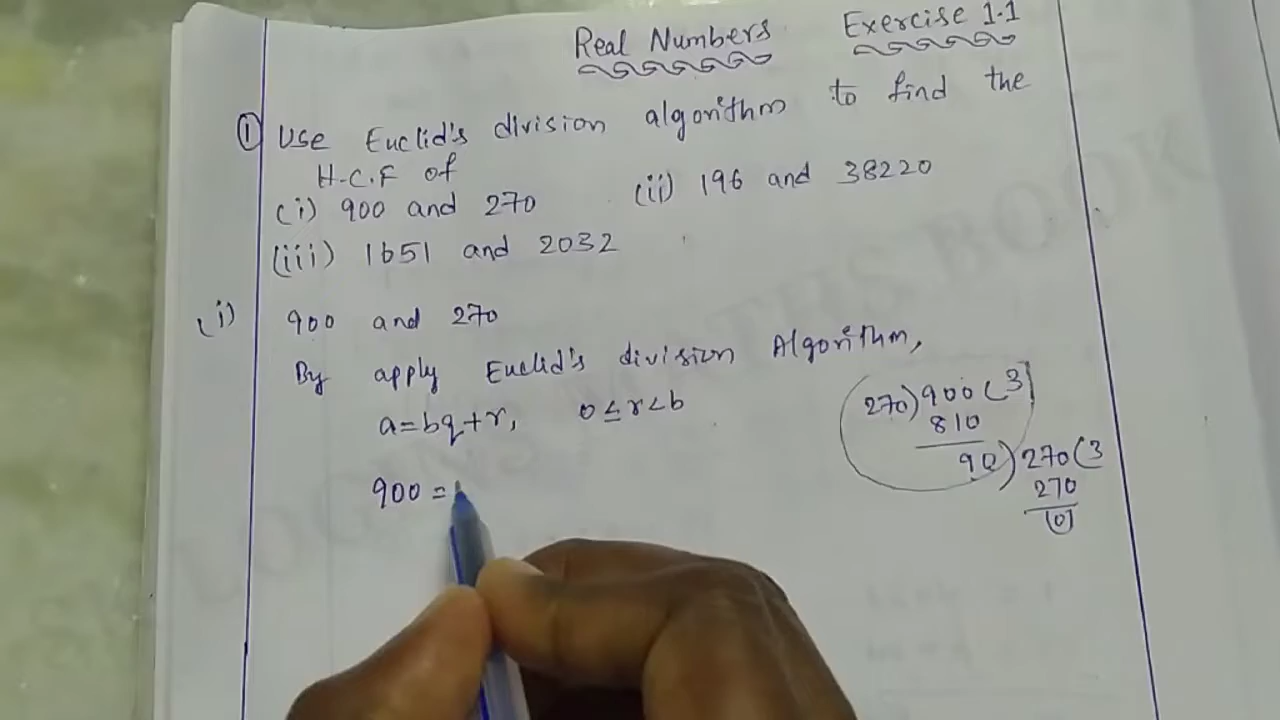 Real Numbers Exercise 1.1
① Use Euclid's division algorithm to find the
H.C.F of
(i) 900 and 270 (ii) 196 and 38220
(iii) 1651 and 2032
(i) 900 and 270
By apply Euclid's division Algorithm,
a=bq+r, 0≤r<b
270)900(3
810
90)270(3
270
0
900 =